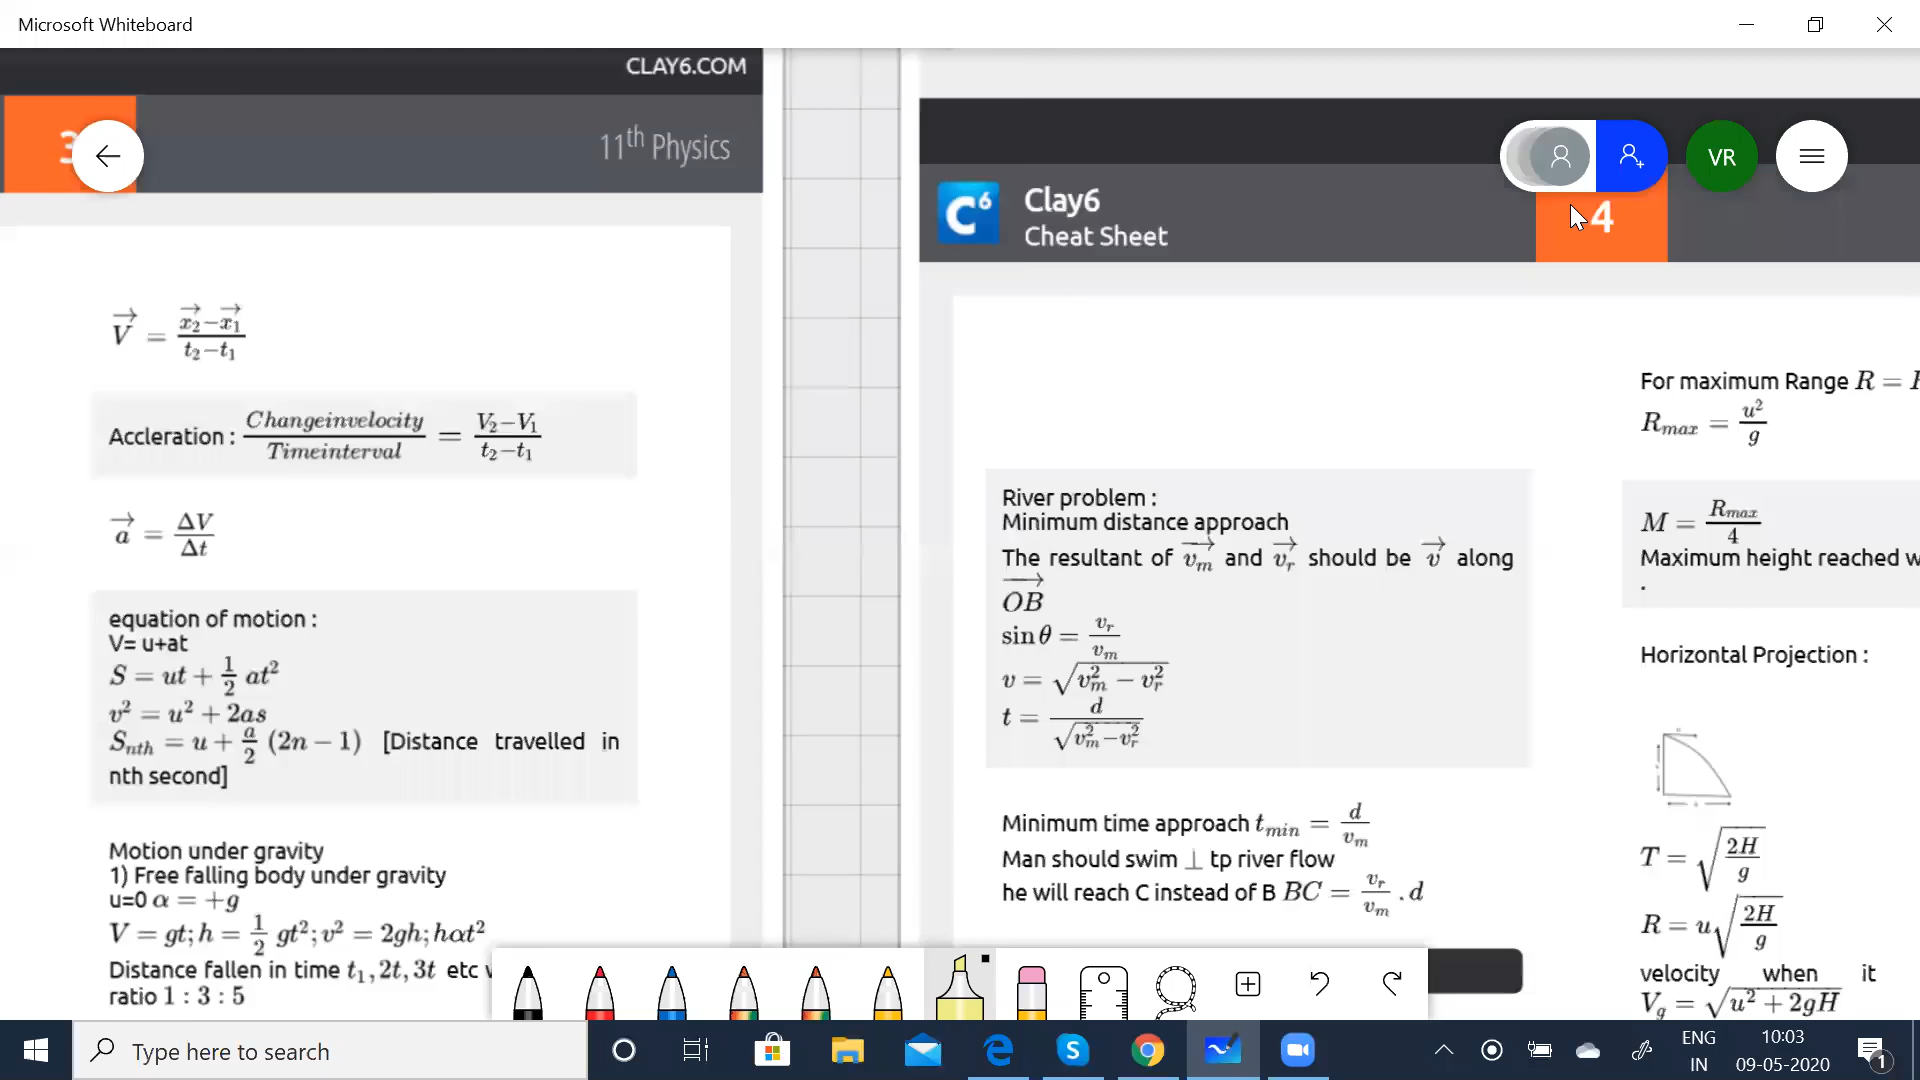 Microsoft Whiteboard
CLAY6.COM
3
11th Physics
V⃗ = (x⃗₂−x⃗₁)/(t₂−t₁)
Accleration : Changeinvelocity/Timeinterval = (V₂−V₁)/(t₂−t₁)
a⃗ = ΔV/Δt
equation of motion :
V= u+at
S = ut + 1/2 at²
v² = u² + 2as
Sₙₜₕ = u + a/2 (2n − 1) [Distance travelled in
nth second]
Motion under gravity
1) Free falling body under gravity
u=0 α = +g
V = gt; h = 1/2 gt²; v² = 2gh; hαt²
Distance fallen in time t₁, 2t, 3t etc
ratio 1 : 3 : 5
VR
C6
Clay6
Cheat Sheet
4
River problem :
Minimum distance approach
The resultant of v⃗ₘ and v⃗ᵣ should be v⃗ along
OB⃗
sin θ = vᵣ/vₘ
v = √(vₘ² − vᵣ²)
t = d/√(vₘ²−vᵣ²)
Minimum time approach tₘᵢₙ = d/vₘ
Man should swim ⊥ tp river flow
he will reach C instead of B BC = vᵣ/vₘ . d
For maximum Range R =
Rₘₐₓ = u²/g
M = Rₘₐₓ/4
Maximum height reached
.
Horizontal Projection :
T = √(2H/g)
R = u√(2H/g)
velocity when it
V_g = √(u² + 2gH)
Type here to search
ENG
IN
10:03
09-05-2020
1